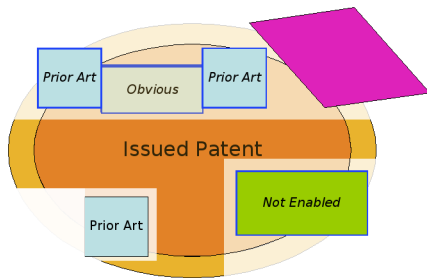 Prior Art
Obvious
Prior Art
Issued Patent
Not Enabled
Prior Art